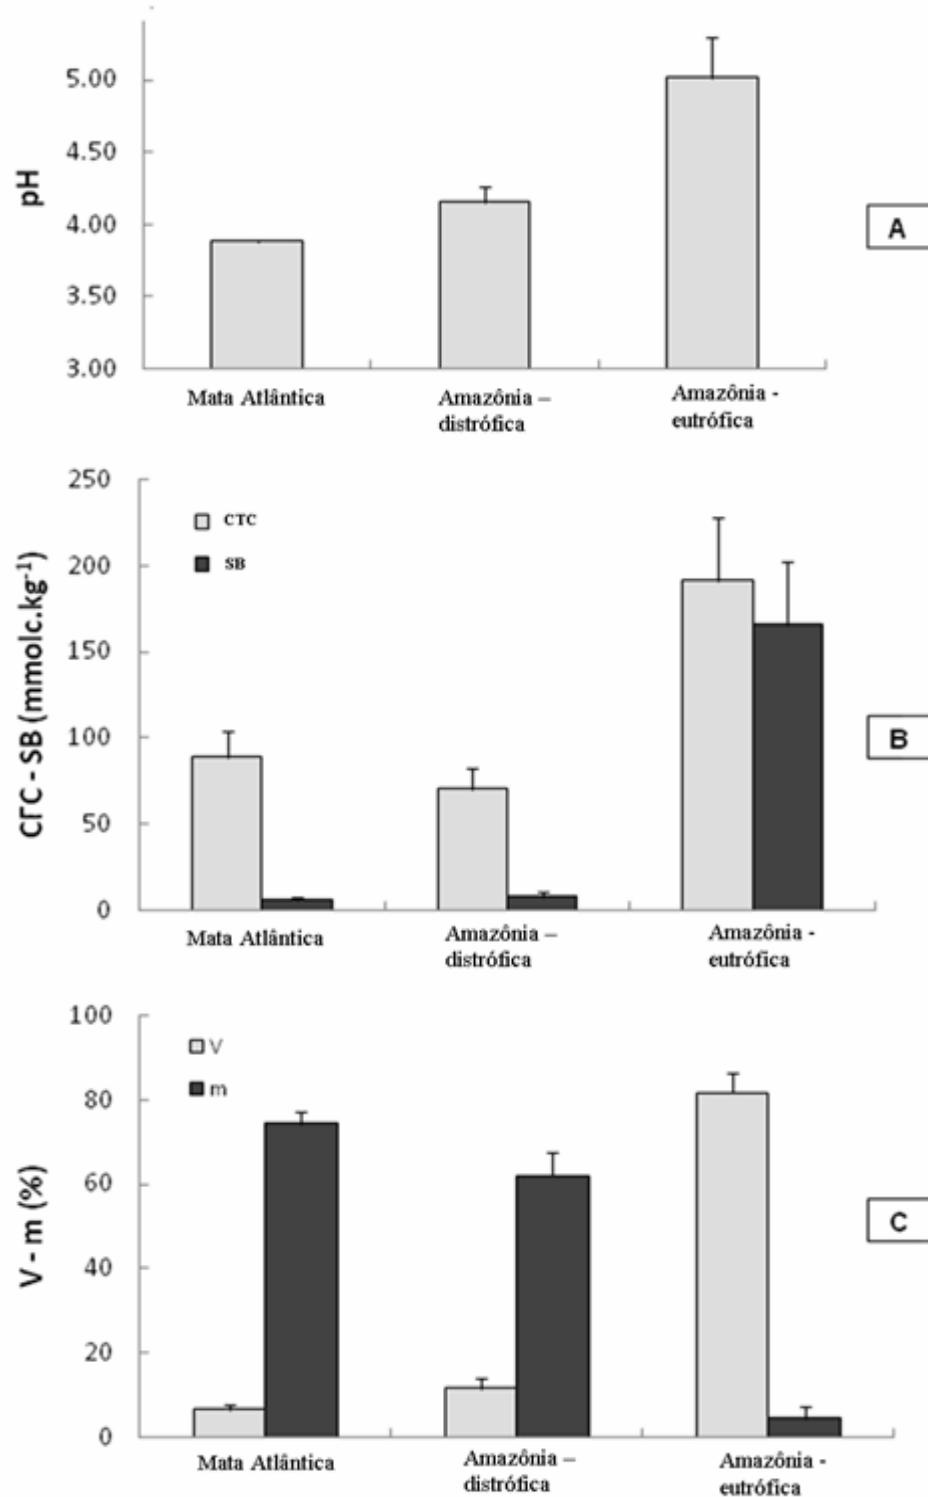 5.00
4.50
4.00
3.50
3.00
pH
A
Mata Atlântica
Amazônia –
distrófica
Amazônia -
eutrófica
250
200
150
100
50
0
CTC - SB (mmolc.kg⁻¹)
CTC
SB
B
Mata Atlântica
Amazônia –
distrófica
Amazônia -
eutrófica
100
80
60
40
20
0
V - m (%)
V
m
C
Mata Atlântica
Amazônia –
distrófica
Amazônia -
eutrófica